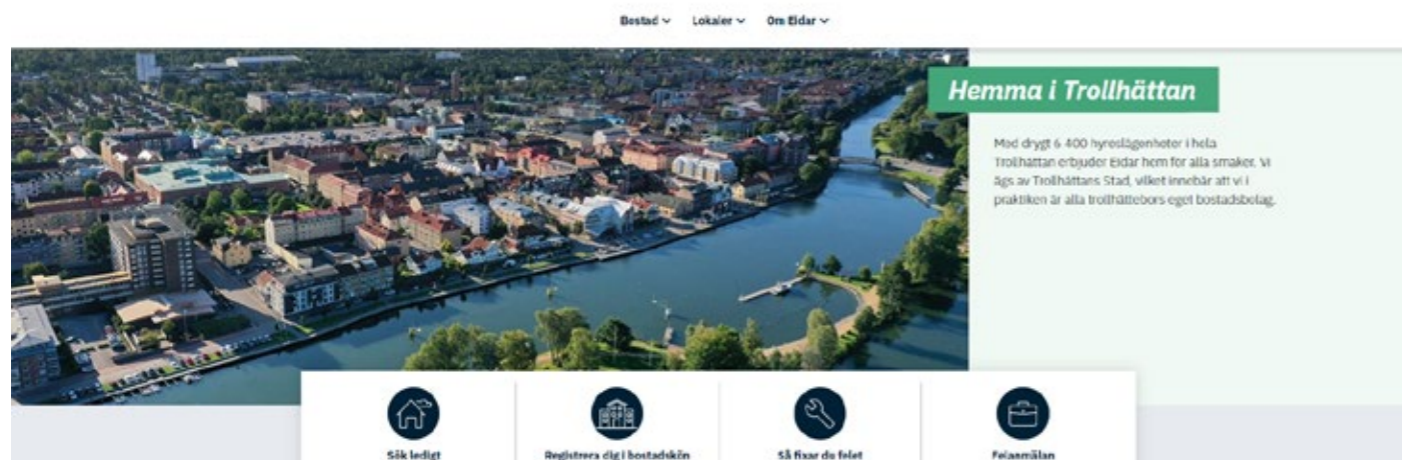 Bostad Lokaler Om Eidar
Hemma i Trollhättan
Med drygt 6 400 hyreslägenheter i hela
Trollhättan erbjuder Eidar hem för alla smaker. Vi
ägs av Trollhättans Stad, vilket innebär att vi i
praktiken är alla trollhättebors eget bostadsbolag.
Sök ledigt Registrera dig i bostadskön Så fixar du felet Felanmälan